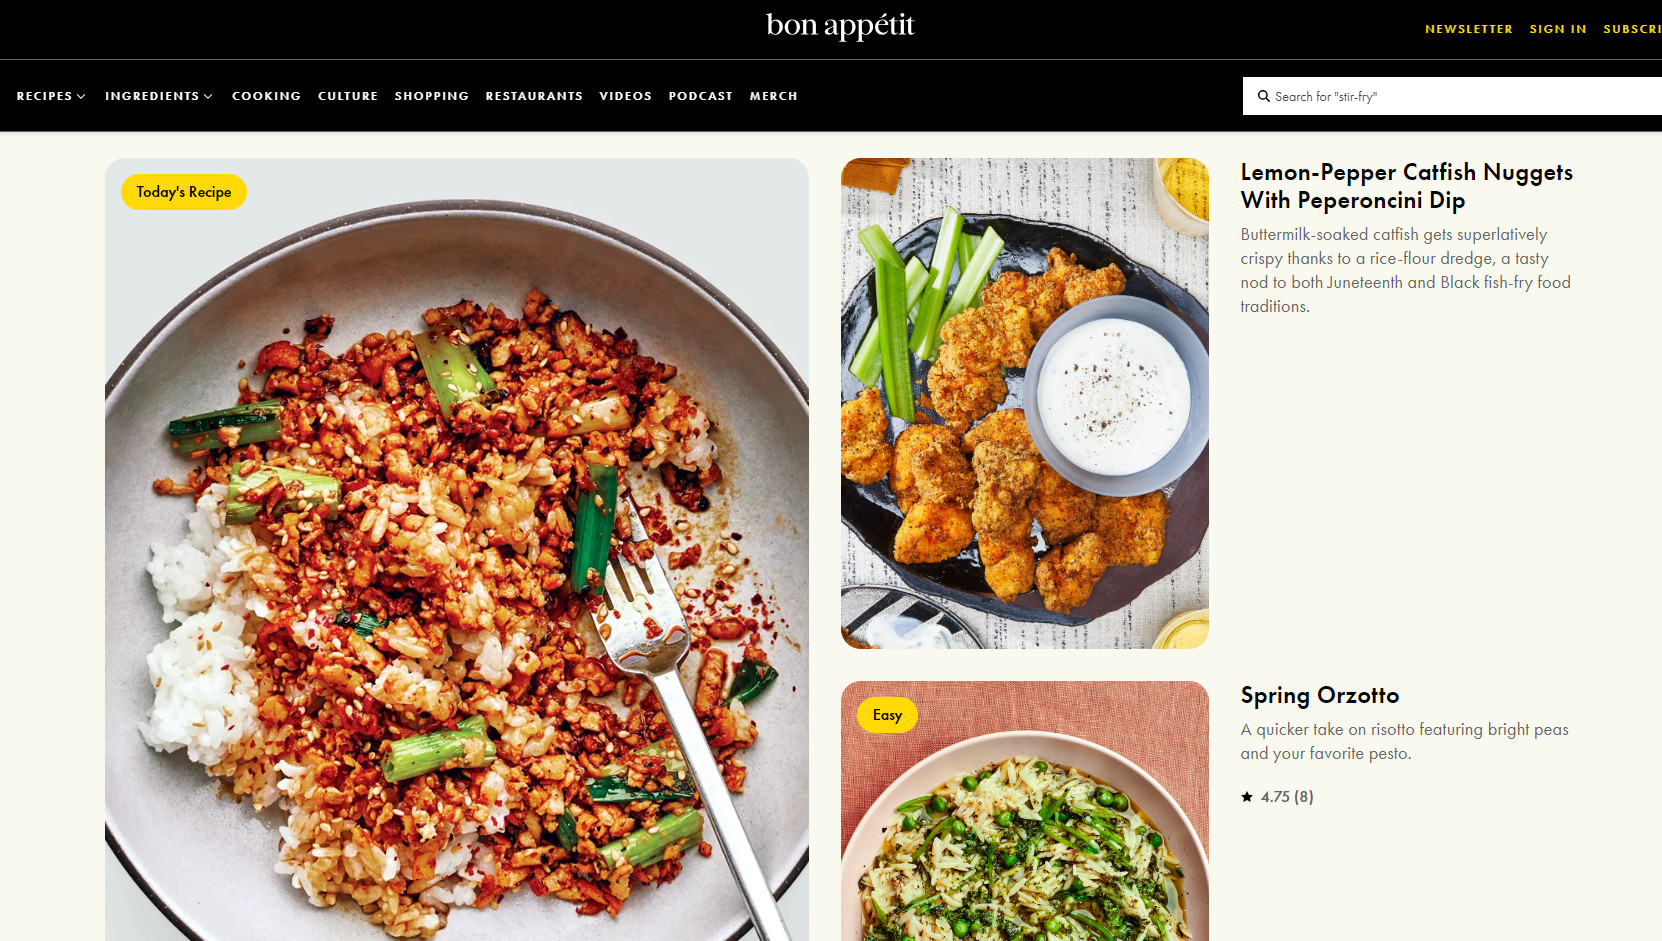 bon appétit
NEWSLETTER SIGN IN SUBSCRI
RECIPES INGREDIENTS COOKING CULTURE SHOPPING RESTAURANTS VIDEOS PODCAST MERCH
Search for "stir-fry"
Today's Recipe
Lemon-Pepper Catfish Nuggets
With Peperoncini Dip
Buttermilk-soaked catfish gets superlatively
crispy thanks to a rice-flour dredge, a tasty
nod to both Juneteenth and Black fish-fry food
traditions.
Easy
Spring Orzotto
A quicker take on risotto featuring bright peas
and your favorite pesto.
4.75 (8)